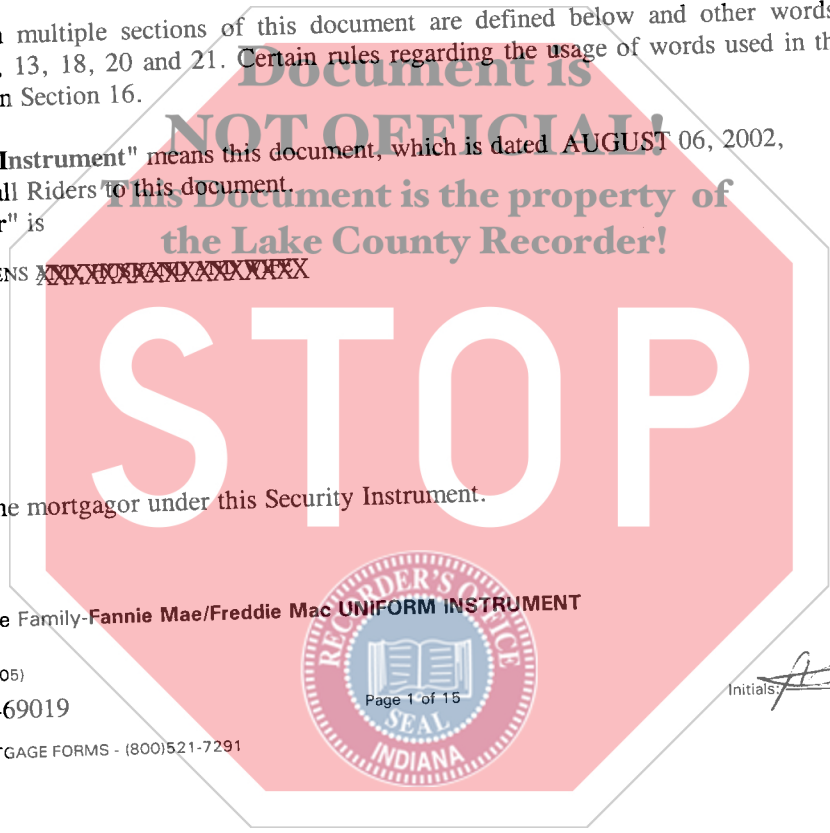 multiple sections of this document are defined below and other words
, 13, 18, 20 and 21. Certain rules regarding the usage of words used in th
n Section 16.
Document is
NOT OFFICIAL!
This Document is the property of
the Lake County Recorder!
Instrument" means this document, which is dated AUGUST 06, 2002,
all Riders to this document.
r" is
ENS
STOP
he mortgagor under this Security Instrument.
e Family-Fannie Mae/Freddie Mac UNIFORM INSTRUMENT
05)
-69019
Page 1 of 15
Initials:
TGAGE FORMS - (800)521-7291
RECORDER'S OFFICE
SEAL
INDIANA